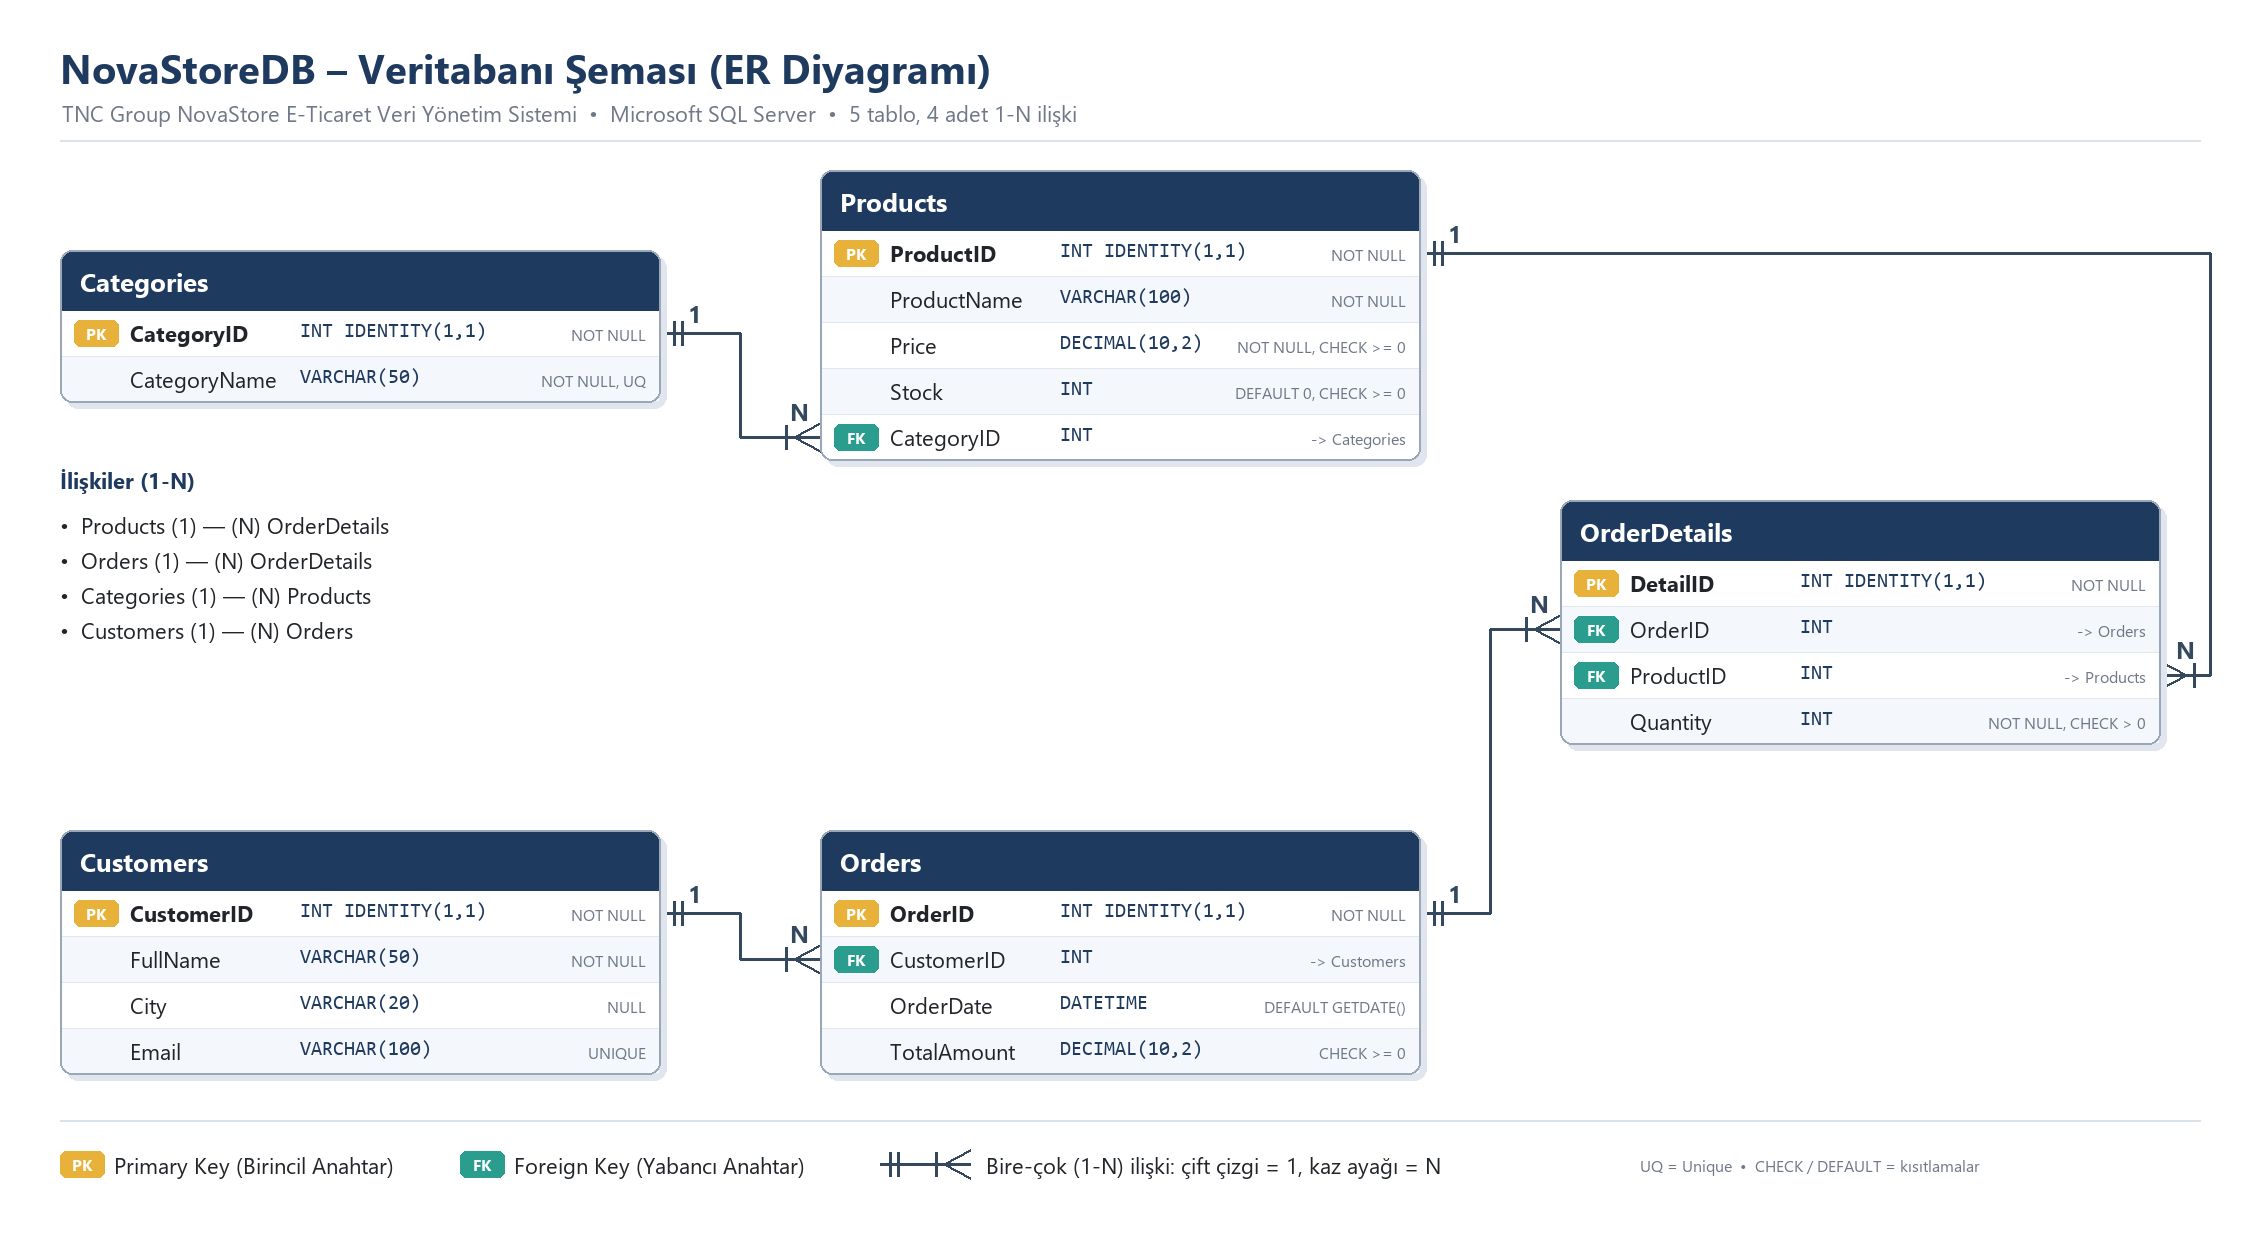 NovaStoreDB – Veritabanı Şeması (ER Diyagramı)
TNC Group NovaStore E-Ticaret Veri Yönetim Sistemi • Microsoft SQL Server • 5 tablo, 4 adet 1-N ilişki
Categories
PK CategoryID INT IDENTITY(1,1) NOT NULL
CategoryName VARCHAR(50) NOT NULL, UQ
1
N
Products
PK ProductID INT IDENTITY(1,1) NOT NULL
ProductName VARCHAR(100) NOT NULL
Price DECIMAL(10,2) NOT NULL, CHECK >= 0
Stock INT DEFAULT 0, CHECK >= 0
FK CategoryID INT -> Categories
1
N
İlişkiler (1-N)
• Products (1) — (N) OrderDetails
• Orders (1) — (N) OrderDetails
• Categories (1) — (N) Products
• Customers (1) — (N) Orders
OrderDetails
PK DetailID INT IDENTITY(1,1) NOT NULL
FK OrderID INT -> Orders
FK ProductID INT -> Products
Quantity INT NOT NULL, CHECK > 0
Customers
PK CustomerID INT IDENTITY(1,1) NOT NULL
FullName VARCHAR(50) NOT NULL
City VARCHAR(20) NULL
Email VARCHAR(100) UNIQUE
1
N
Orders
PK OrderID INT IDENTITY(1,1) NOT NULL
FK CustomerID INT -> Customers
OrderDate DATETIME DEFAULT GETDATE()
TotalAmount DECIMAL(10,2) CHECK >= 0
1
N
PK Primary Key (Birincil Anahtar)
FK Foreign Key (Yabancı Anahtar)
Bire-çok (1-N) ilişki: çift çizgi = 1, kaz ayağı = N
UQ = Unique • CHECK / DEFAULT = kısıtlamalar